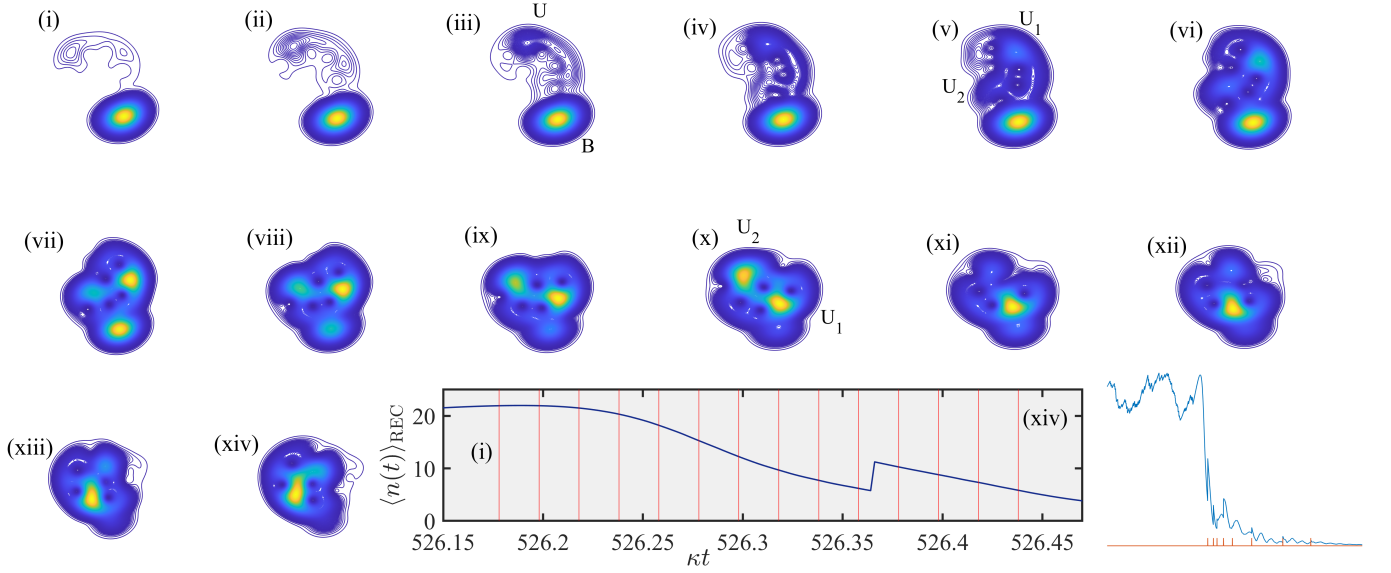 (i)
(ii)
(iii)
U
B
(iv)
(v)
U1
U2
(vi)
(vii)
(viii)
(ix)
(x)
U2
U1
(xi)
(xii)
(xiii)
(xiv)
⟨n(t)⟩REC
20
10
0
(i)
(xiv)
526.15 526.2 526.25 526.3 526.35 526.4 526.45
κt